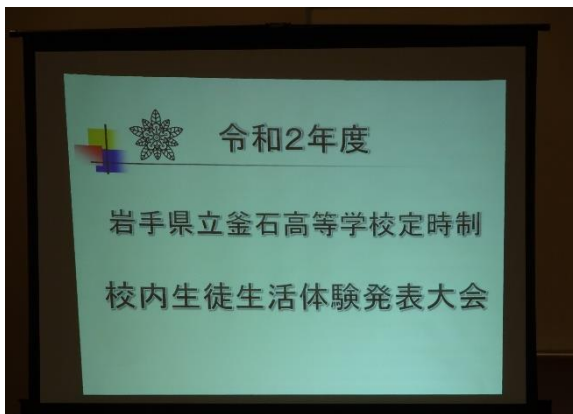 令和2年度
岩手県立釜石高等学校定時制
校内生徒生活体験発表大会